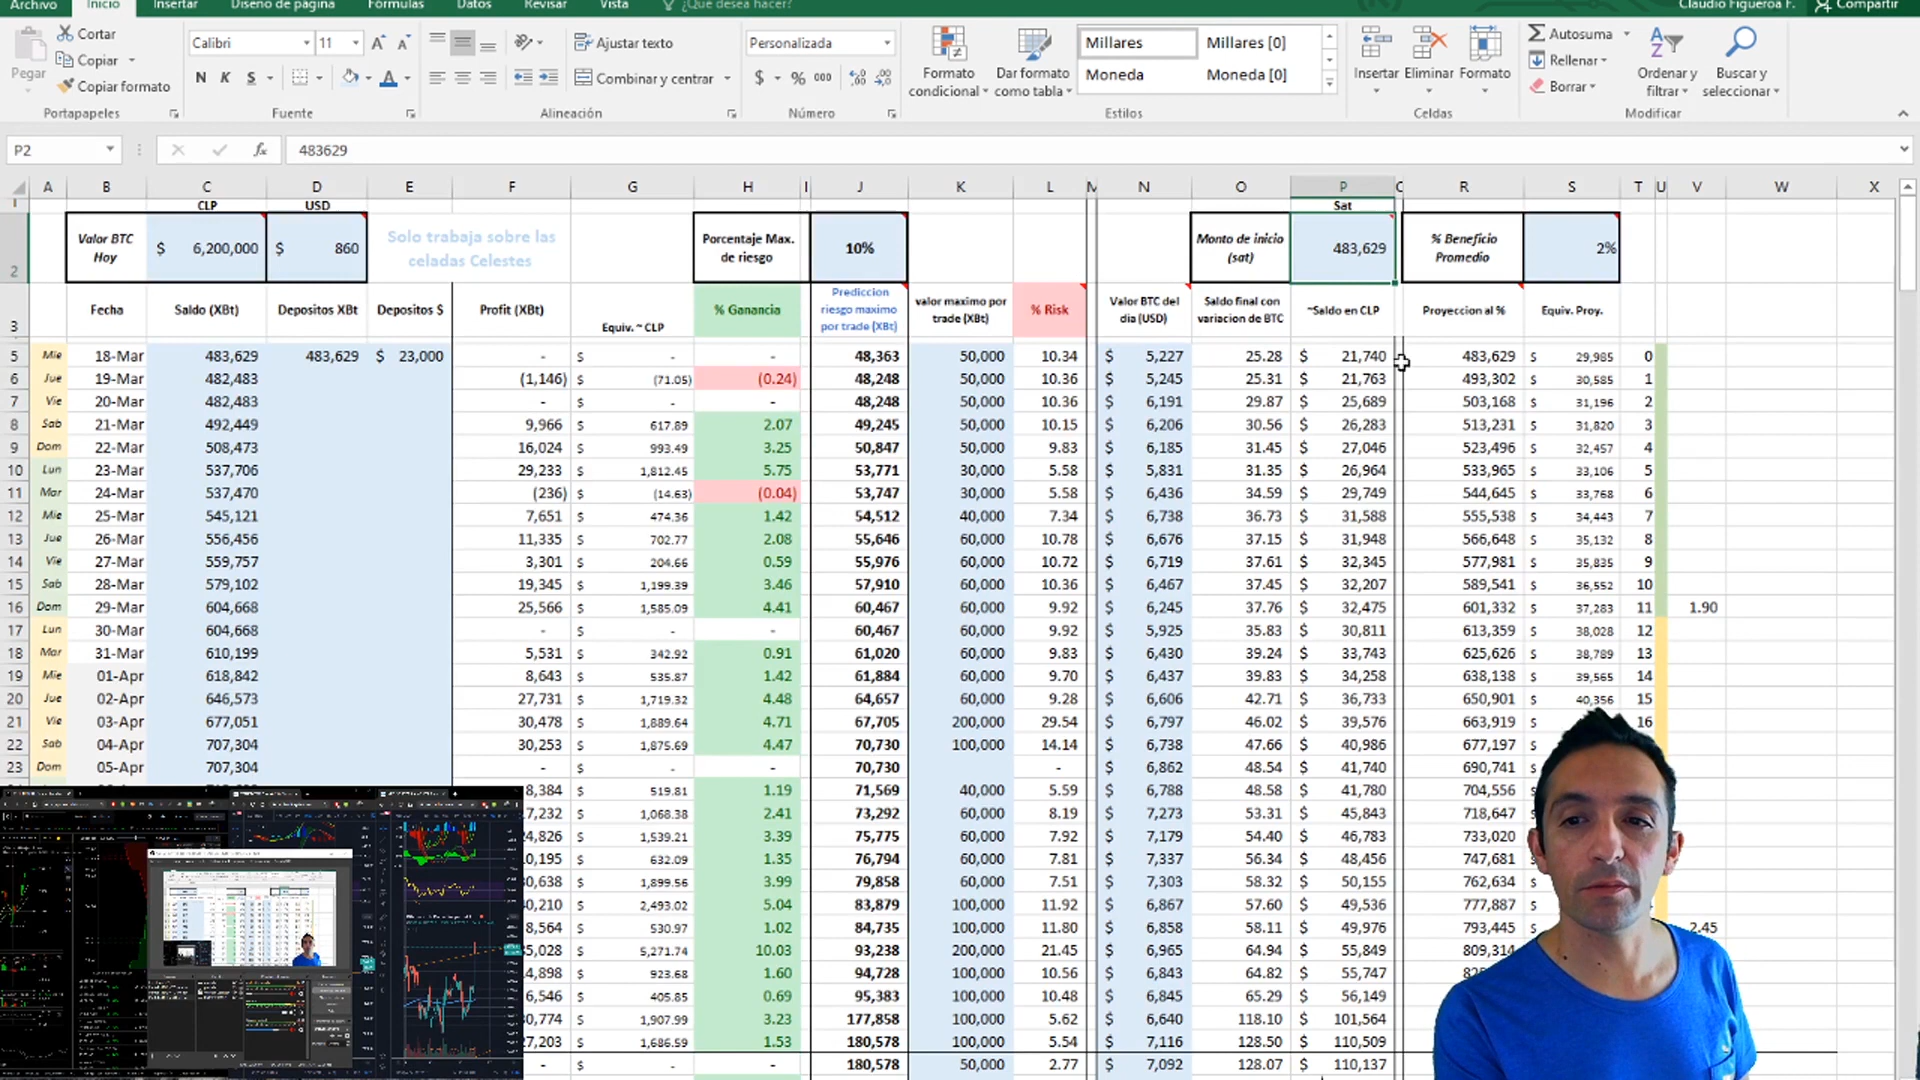 Archivo Inicio Insertar Diseño de página Fórmulas Datos Revisar Vista ¿Qué desea hacer? Claudio Figueroa F. Compartir
Pegar Cortar Copiar Copiar formato Portapapeles
Calibri 11 N K S Fuente
Ajustar texto Combinar y centrar Alineación
Personalizada $ % 000 Número
Formato condicional Dar formato como tabla Millares Millares [0] Moneda Moneda [0] Estilos
Insertar Eliminar Formato Celdas
Autosuma Rellenar Borrar Ordenar y filtrar Buscar y seleccionar Modificar
P2 fx 483629
A B C D E F G H I J K L M N O P R S T U V W X
1 CLP USD Sat
2 Valor BTC Hoy $ 6,200,000 $ 860 Solo trabaja sobre las celadas Celestes Porcentaje Max. de riesgo 10% Monto de inicio (sat) 483,629 % Beneficio Promedio 2%
3 Fecha Saldo (XBt) Depositos XBt Depositos $ Profit (XBt) Equiv. ~ CLP % Ganancia Prediccion riesgo maximo por trade (XBt) valor maximo por trade (XBt) % Risk Valor BTC del dia (USD) Saldo final con variacion de BTC ~Saldo en CLP Proyeccion al % Equiv. Proy.
5 Mie 18-Mar 483,629 483,629 $ 23,000 - $ - - 48,363 50,000 10.34 $ 5,227 25.28 $ 21,740 483,629 $ 29,985 0
6 Jue 19-Mar 482,483 (1,146) $ (71.05) (0.24) 48,248 50,000 10.36 $ 5,245 25.31 $ 21,763 493,302 $ 30,585 1
7 Vie 20-Mar 482,483 - $ - - 48,248 50,000 10.36 $ 6,191 29.87 $ 25,689 503,168 $ 31,196 2
8 Sab 21-Mar 492,449 9,966 $ 617.89 2.07 49,245 50,000 10.15 $ 6,206 30.56 $ 26,283 513,231 $ 31,820 3
9 Dom 22-Mar 508,473 16,024 $ 993.49 3.25 50,847 50,000 9.83 $ 6,185 31.45 $ 27,046 523,496 $ 32,457 4
10 Lun 23-Mar 537,706 29,233 $ 1,812.45 5.75 53,771 30,000 5.58 $ 5,831 31.35 $ 26,964 533,965 $ 33,106 5
11 Mar 24-Mar 537,470 (236) $ (14.63) (0.04) 53,747 30,000 5.58 $ 6,436 34.59 $ 29,749 544,645 $ 33,768 6
12 Mie 25-Mar 545,121 7,651 $ 474.36 1.42 54,512 40,000 7.34 $ 6,738 36.73 $ 31,588 555,538 $ 34,443 7
13 Jue 26-Mar 556,456 11,335 $ 702.77 2.08 55,646 60,000 10.78 $ 6,676 37.15 $ 31,948 566,648 $ 35,132 8
14 Vie 27-Mar 559,757 3,301 $ 204.66 0.59 55,976 60,000 10.72 $ 6,719 37.61 $ 32,345 577,981 $ 35,835 9
15 Sab 28-Mar 579,102 19,345 $ 1,199.39 3.46 57,910 60,000 10.36 $ 6,467 37.45 $ 32,207 589,541 $ 36,552 10
16 Dom 29-Mar 604,668 25,566 $ 1,585.09 4.41 60,467 60,000 9.92 $ 6,245 37.76 $ 32,475 601,332 $ 37,283 11 1.90
17 Lun 30-Mar 604,668 - $ - - 60,467 60,000 9.92 $ 5,925 35.83 $ 30,811 613,359 $ 38,028 12
18 Mar 31-Mar 610,199 5,531 $ 342.92 0.91 61,020 60,000 9.83 $ 6,430 39.24 $ 33,743 625,626 $ 38,789 13
19 Mie 01-Apr 618,842 8,643 $ 535.87 1.42 61,884 60,000 9.70 $ 6,437 39.83 $ 34,258 638,138 $ 39,565 14
20 Jue 02-Apr 646,573 27,731 $ 1,719.32 4.48 64,657 60,000 9.28 $ 6,606 42.71 $ 36,733 650,901 $ 40,356 15
21 Vie 03-Apr 677,051 30,478 $ 1,889.64 4.71 67,705 200,000 29.54 $ 6,797 46.02 $ 39,576 663,919 $ 16
22 Sab 04-Apr 707,304 30,253 $ 1,875.69 4.47 70,730 100,000 14.14 $ 6,738 47.66 $ 40,986 677,197 $
23 Dom 05-Apr 707,304 - $ - - 70,730 - $ 6,862 48.54 $ 41,740 690,741 $
8,384 $ 519.81 1.19 71,569 40,000 5.59 $ 6,788 48.58 $ 41,780 704,556 $
7,232 $ 1,068.38 2.41 73,292 60,000 8.19 $ 7,273 53.31 $ 45,843 718,647 $
4,826 $ 1,539.21 3.39 75,775 60,000 7.92 $ 7,179 54.40 $ 46,783 733,020 $
0,195 $ 632.09 1.35 76,794 60,000 7.81 $ 7,337 56.34 $ 48,456 747,681 $
0,638 $ 1,899.56 3.99 79,858 60,000 7.51 $ 7,303 58.32 $ 50,155 762,634 $
0,210 $ 2,493.02 5.04 83,879 100,000 11.92 $ 6,867 57.60 $ 49,536 777,887 $
8,564 $ 530.97 1.02 84,735 100,000 11.80 $ 6,858 58.11 $ 49,976 793,445 $ 2.45
5,028 $ 5,271.74 10.03 93,238 200,000 21.45 $ 6,965 64.94 $ 55,849 809,314
4,898 $ 923.68 1.60 94,728 100,000 10.56 $ 6,843 64.82 $ 55,747
6,546 $ 405.85 0.69 95,383 100,000 10.48 $ 6,845 65.29 $ 56,149
0,774 $ 1,907.99 3.23 177,858 100,000 5.62 $ 6,640 118.10 $ 101,564
27,203 $ 1,686.59 1.53 180,578 100,000 5.54 $ 7,116 128.50 $ 110,509
- $ - - 180,578 50,000 2.77 $ 7,092 128.07 $ 110,137